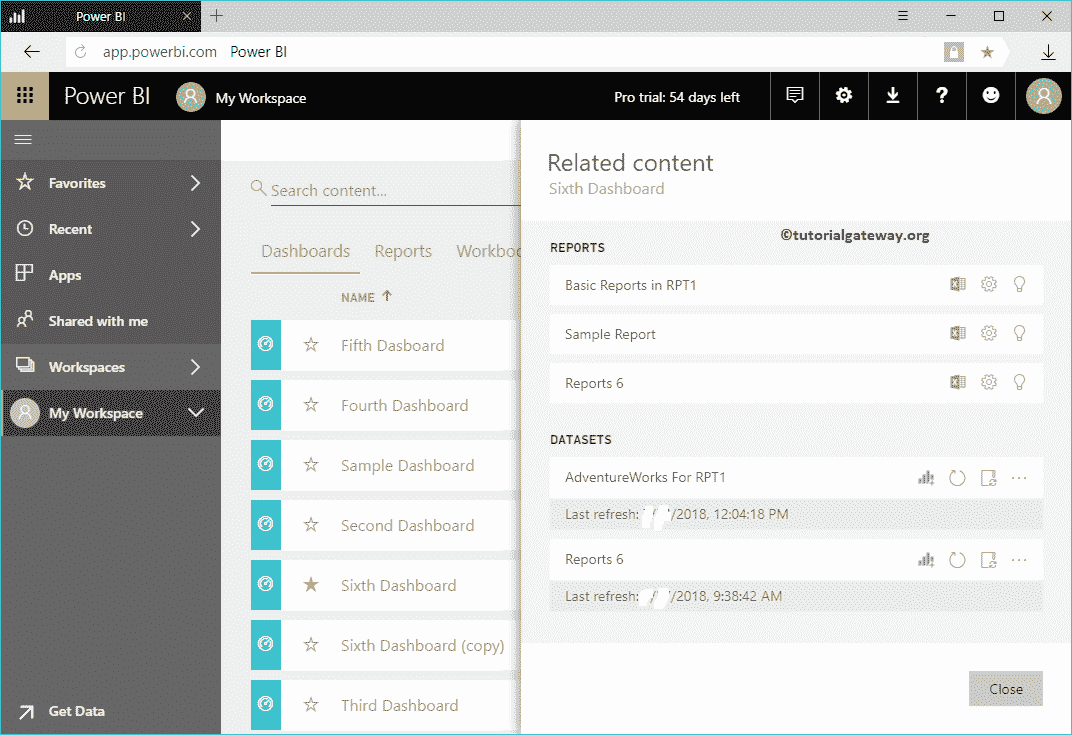 Power BI
app.powerbi.com Power BI
Power BI My Workspace Pro trial: 54 days left ?
Favorites
Recent
Apps
Shared with me
Workspaces
My Workspace
Get Data
Search content...
Dashboards Reports Workboo
NAME
Fifth Dasboard
Fourth Dashboard
Sample Dashboard
Second Dashboard
Sixth Dashboard
Sixth Dashboard (copy)
Third Dashboard
Related content
Sixth Dashboard
©tutorialgateway.org
REPORTS
Basic Reports in RPT1
Sample Report
Reports 6
DATASETS
AdventureWorks For RPT1
Last refresh: / /2018, 12:04:18 PM
Reports 6
Last refresh: / /2018, 9:38:42 AM
Close